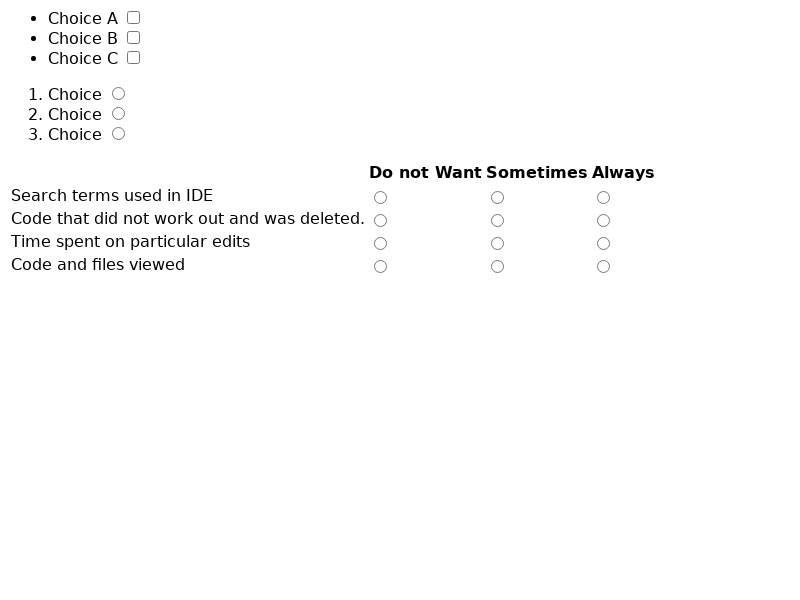 • Choice A
• Choice B
• Choice C
1. Choice
2. Choice
3. Choice
Do not Want Sometimes Always
Search terms used in IDE
Code that did not work out and was deleted.
Time spent on particular edits
Code and files viewed